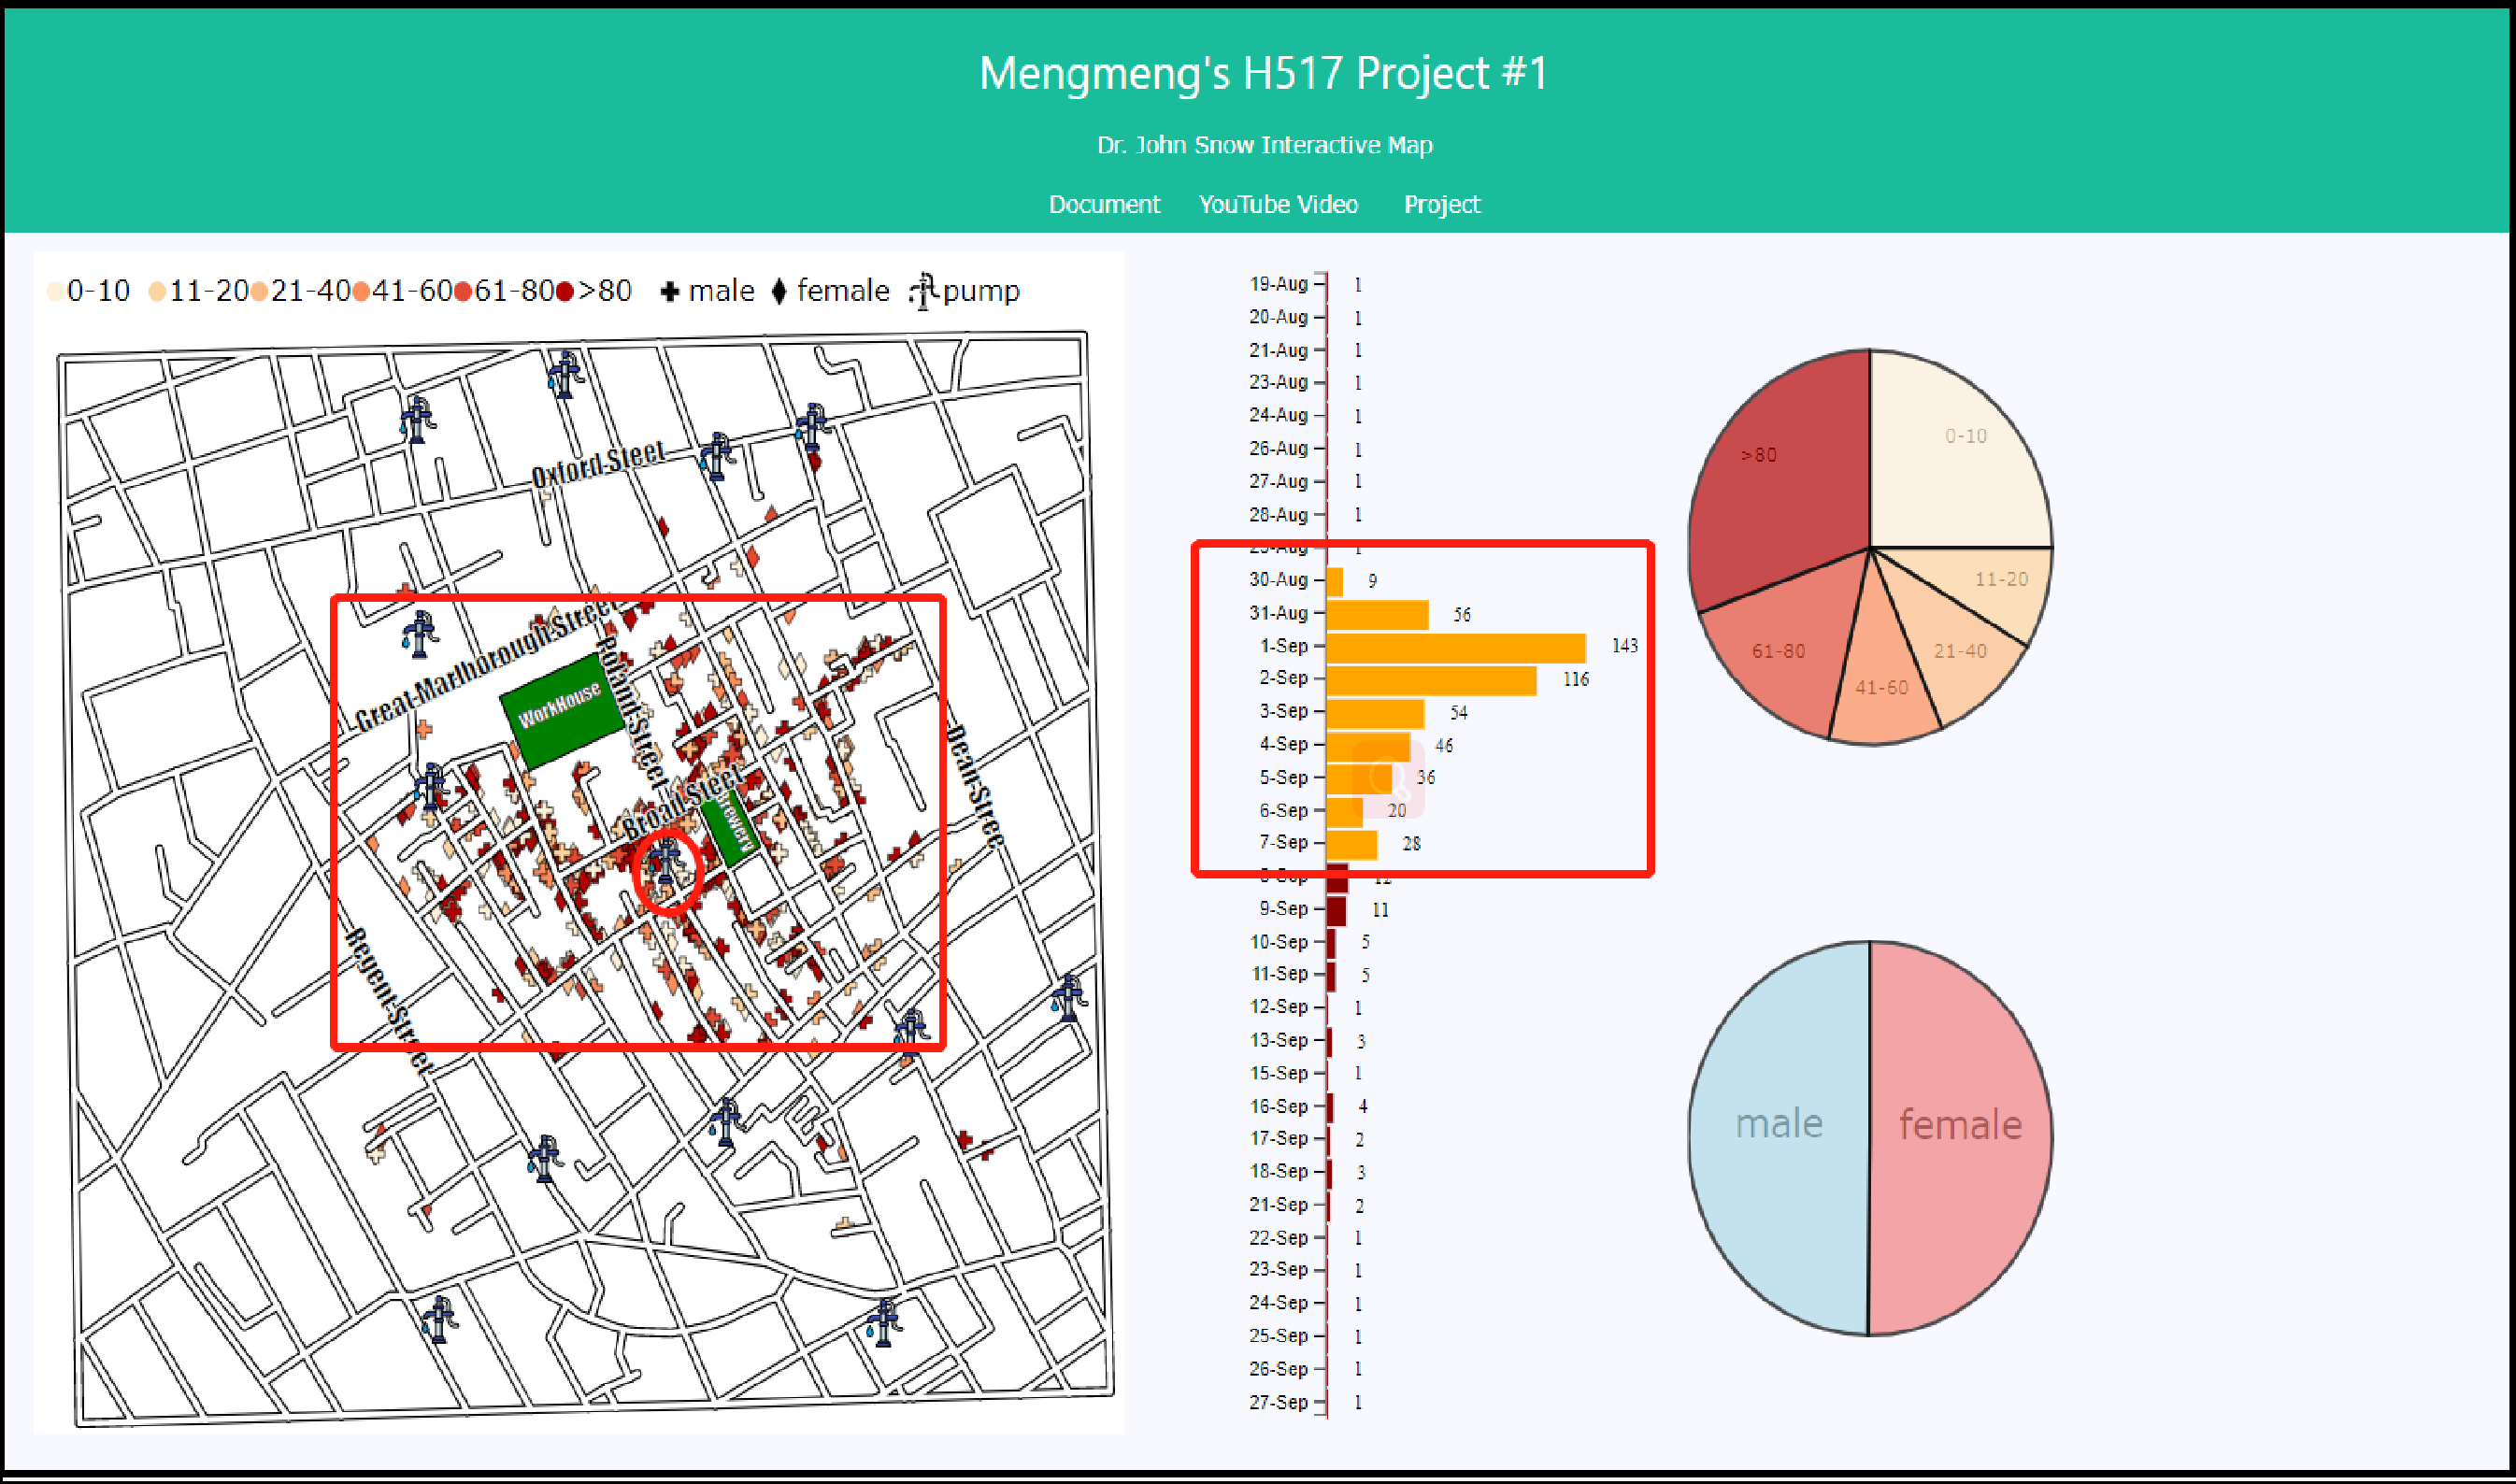 Mengmeng's H517 Project #1
Dr. John Snow Interactive Map
Document YouTube Video Project
0-10 11-20 21-40 41-60 61-80 >80 male female pump
Oxford Steet
Great Marlhorough Street
Poland Street
WorkHouse
Broad Steet
Brewery
Dean Stree
Regent Street
19-Aug 1
20-Aug 1
21-Aug 1
23-Aug 1
24-Aug 1
26-Aug 1
27-Aug 1
28-Aug 1
29-Aug 1
30-Aug 9
31-Aug 56
1-Sep 143
2-Sep 116
3-Sep 54
4-Sep 46
5-Sep 36
6-Sep 20
7-Sep 28
8-Sep 12
9-Sep 11
10-Sep 5
11-Sep 5
12-Sep 1
13-Sep 3
15-Sep 1
16-Sep 4
17-Sep 2
18-Sep 3
21-Sep 2
22-Sep 1
23-Sep 1
24-Sep 1
25-Sep 1
26-Sep 1
27-Sep 1
>80
0-10
11-20
21-40
41-60
61-80
male female